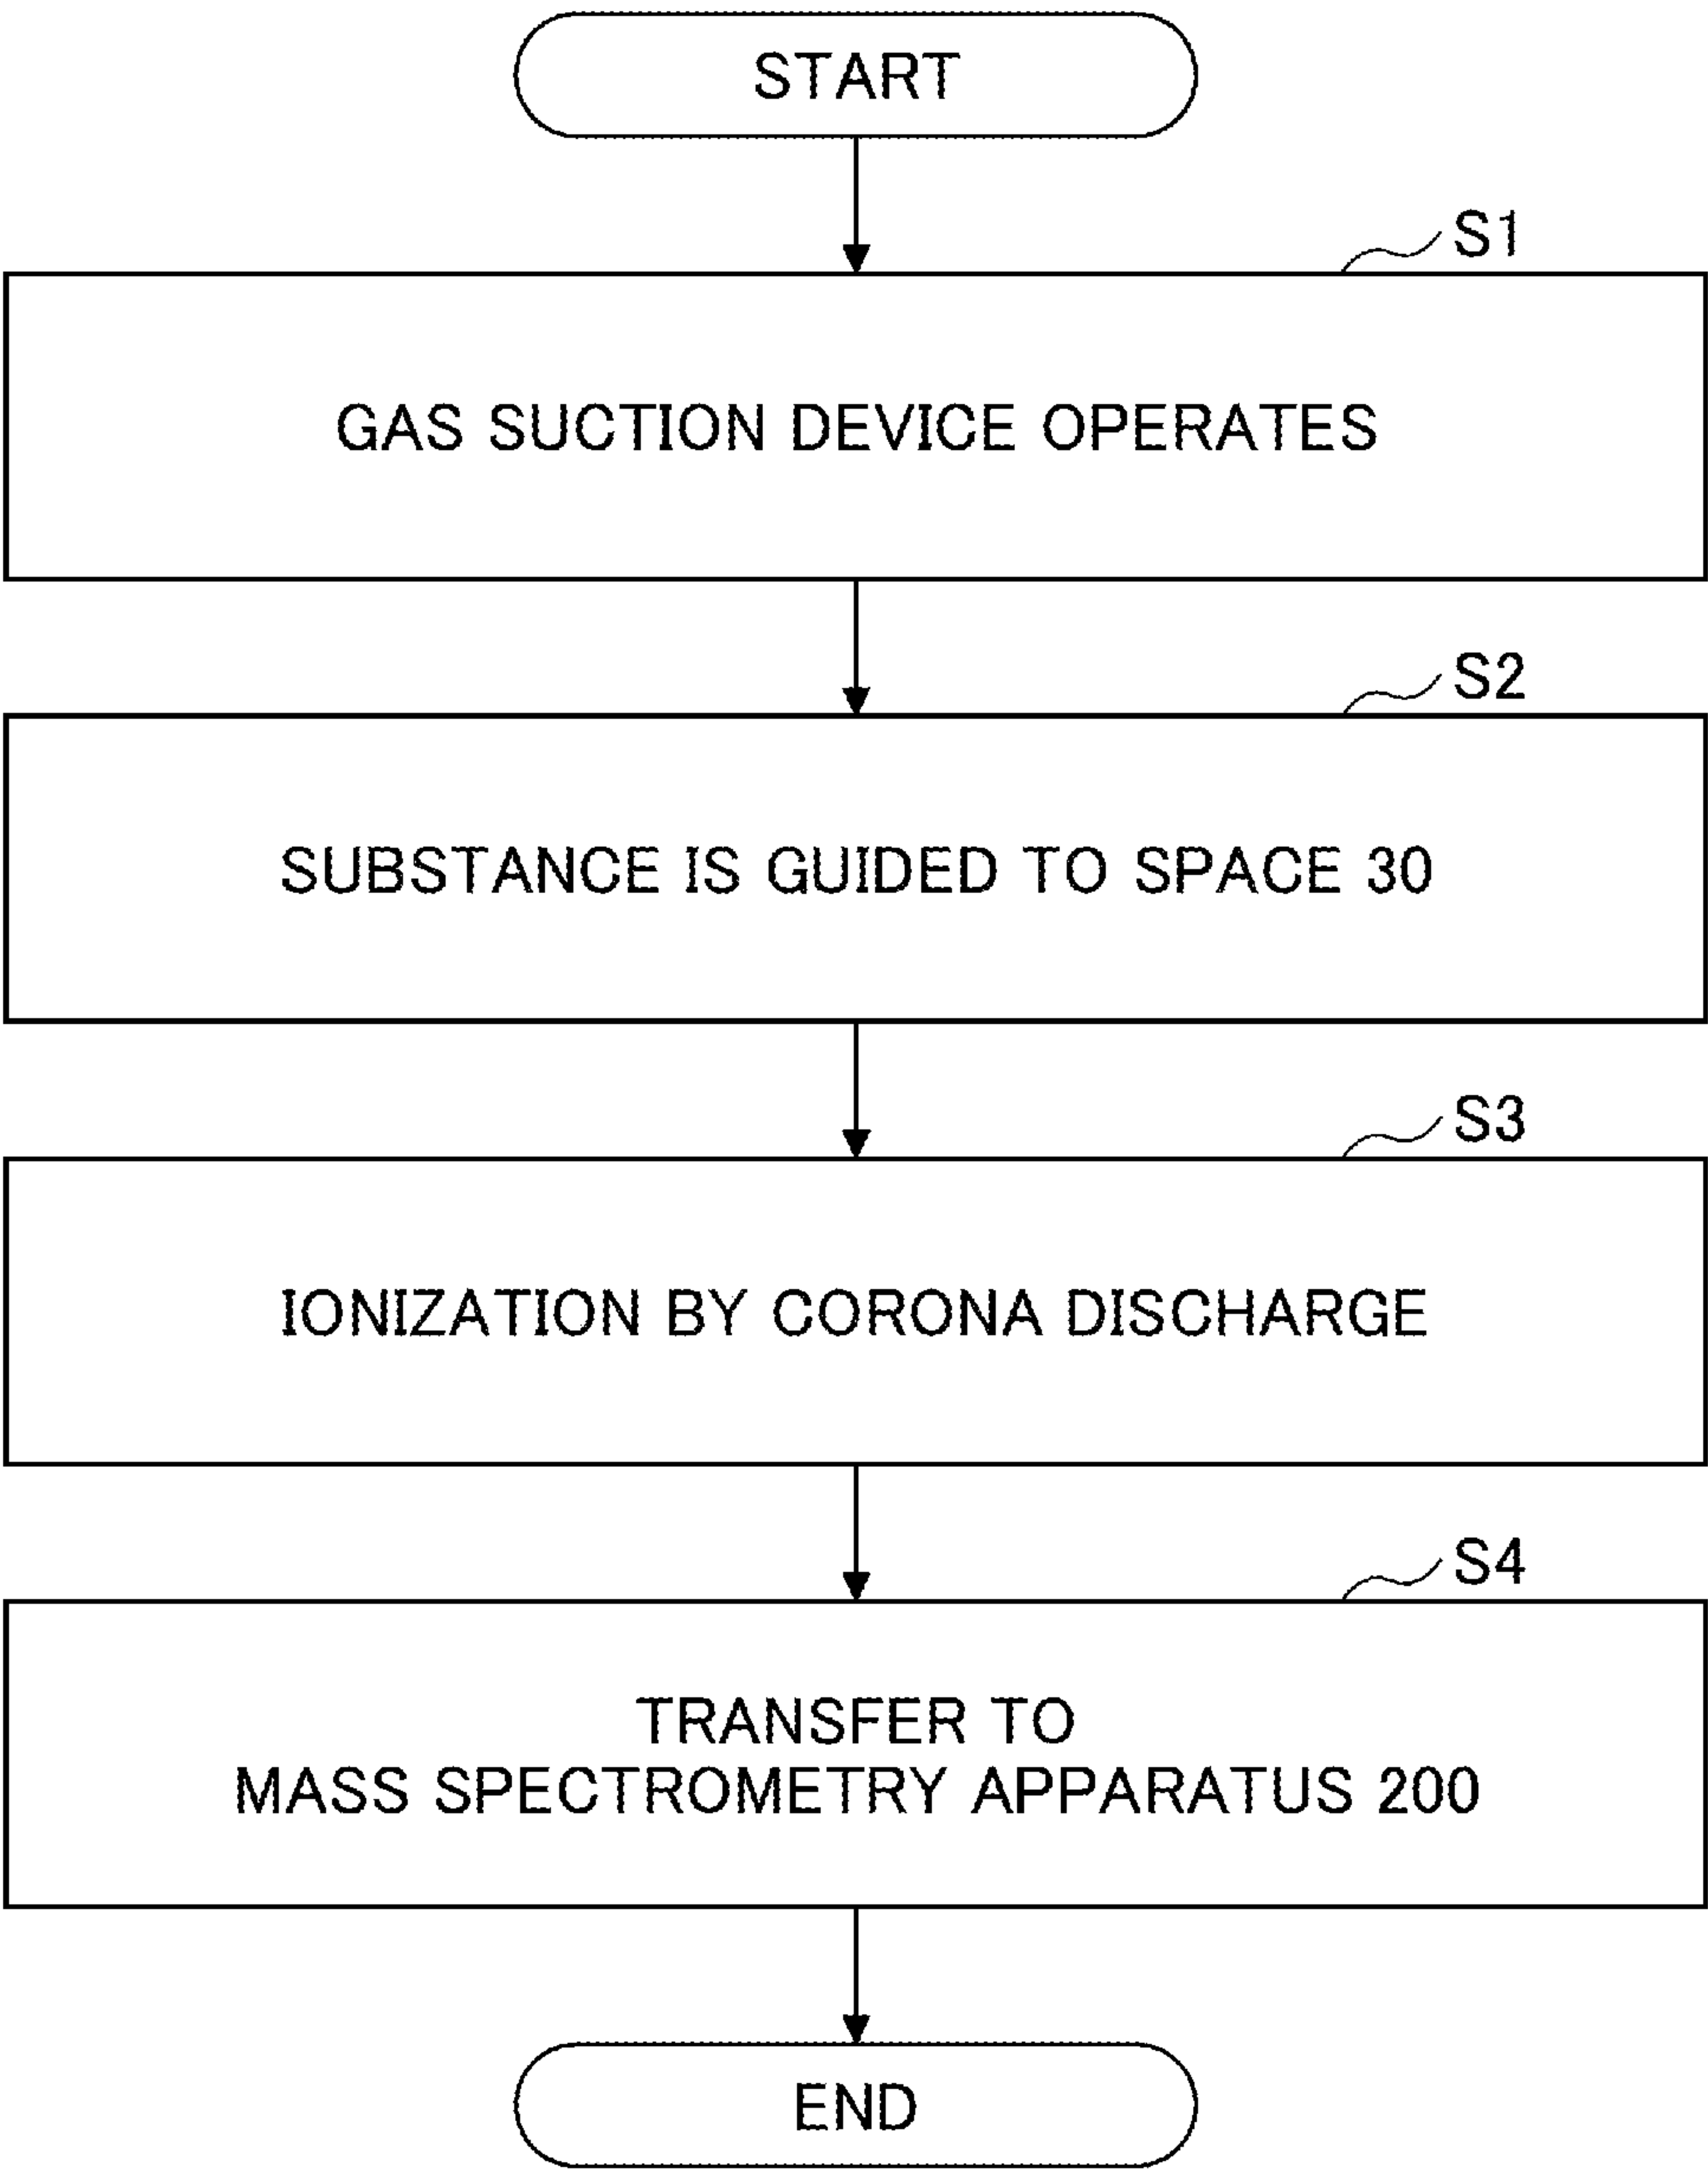 START
S1
GAS SUCTION DEVICE OPERATES
S2
SUBSTANCE IS GUIDED TO SPACE 30
S3
IONIZATION BY CORONA DISCHARGE
S4
TRANSFER TO
MASS SPECTROMETRY APPARATUS 200
END